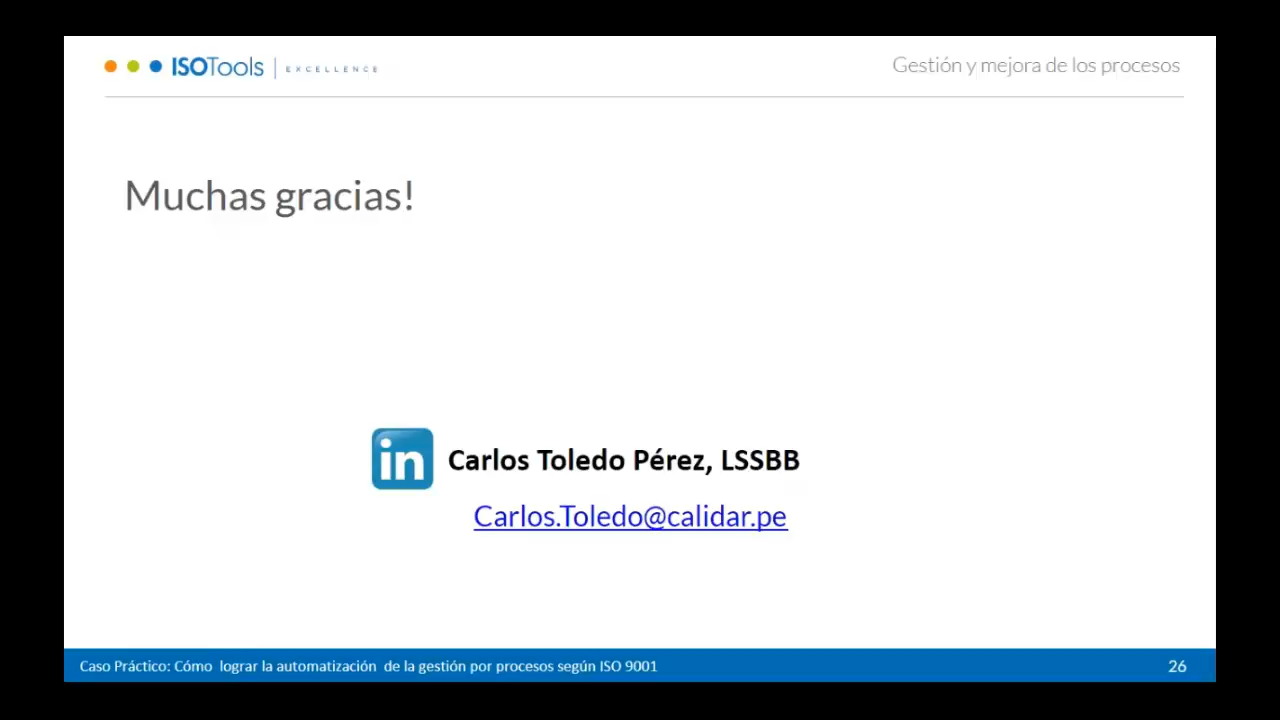 ISOTools | EXCELLENCE
Gestión y mejora de los procesos
Muchas gracias!
in
Carlos Toledo Pérez, LSSBB
Carlos.Toledo@calidar.pe
Caso Práctico: Cómo lograr la automatización de la gestión por procesos según ISO 9001
26